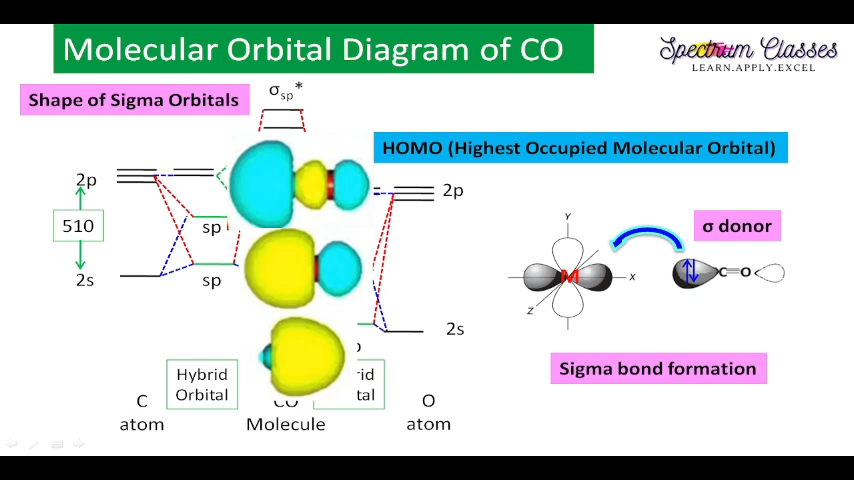 Molecular Orbital Diagram of CO
Spectrum Classes
LEARN.APPLY.EXCEL
Shape of Sigma Orbitals
σsp*
HOMO (Highest Occupied Molecular Orbital)
2p
2p
510
sp
sp
2s
2s
σ donor
Y
M
X
Z
C=O
Sigma bond formation
Hybrid
Orbital
rid
tal
C
atom
CO
Molecule
O
atom